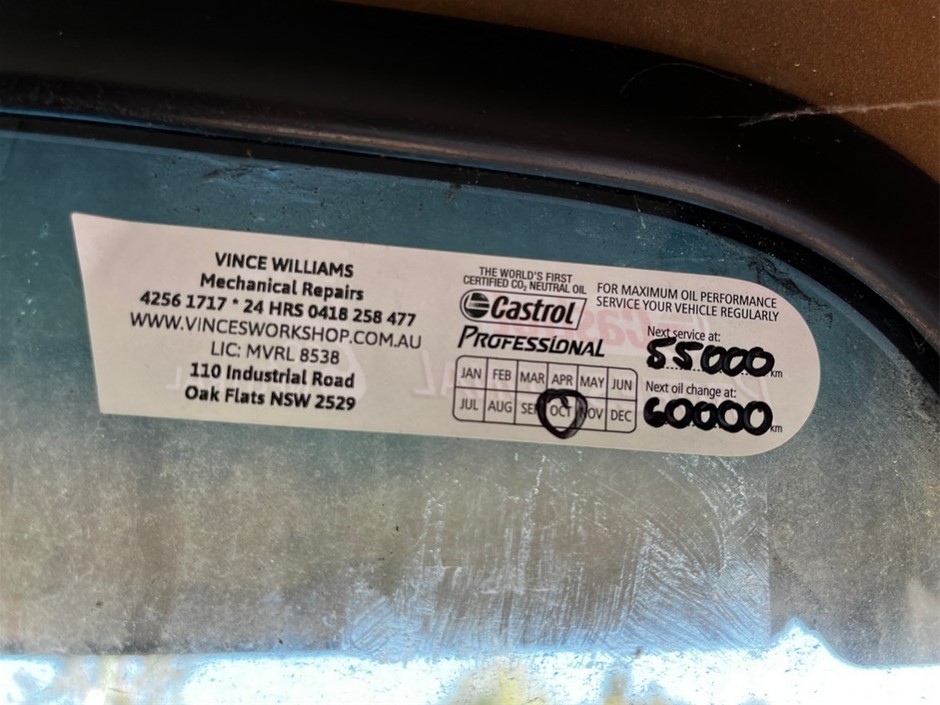 VINCE WILLIAMS
Mechanical Repairs
4256 1717 * 24 HRS 0418 258 477
WWW.VINCESWORKSHOP.COM.AU
LIC: MVRL 8538
110 Industrial Road
Oak Flats NSW 2529
THE WORLD'S FIRST
CERTIFIED CO₂ NEUTRAL OIL
Castrol
PROFESSIONAL
JAN FEB MAR APR MAY JUN
JUL AUG SEP OCT NOV DEC
FOR MAXIMUM OIL PERFORMANCE
SERVICE YOUR VEHICLE REGULARLY
Next service at:
55000 km
Next oil change at:
60000 km